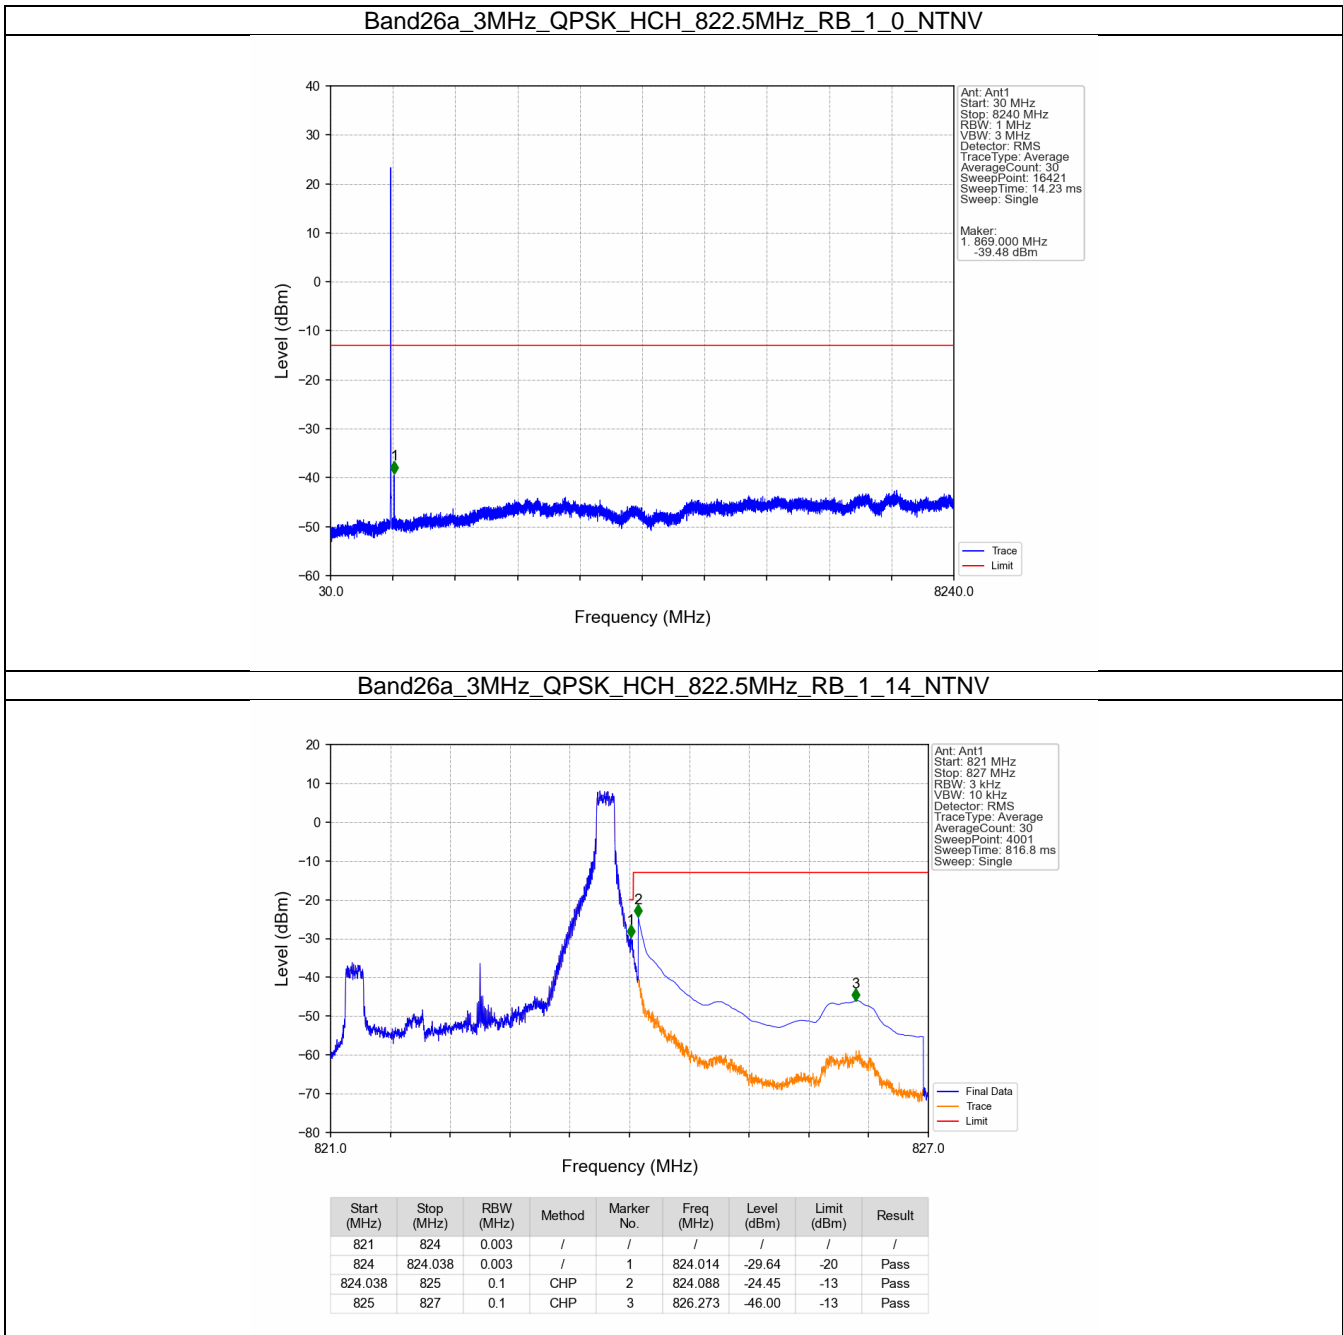 Band26a_3MHz_QPSK_HCH_822.5MHz_RB_1_0_NTNV
40
30
20
10
0
−10
−20
−30
−40
−50
−60
Level (dBm)
1
30.0
8240.0
Frequency (MHz)
Ant: Ant1
Start: 30 MHz
Stop: 8240 MHz
RBW: 1 MHz
VBW: 3 MHz
Detector: RMS
TraceType: Average
AverageCount: 30
SweepPoint: 16421
SweepTime: 14.23 ms
Sweep: Single
Maker:
1. 869.000 MHz
-39.48 dBm
Trace
Limit
Band26a_3MHz_QPSK_HCH_822.5MHz_RB_1_14_NTNV
20
10
0
−10
−20
−30
−40
−50
−60
−70
−80
Level (dBm)
1
2
3
821.0
827.0
Frequency (MHz)
Ant: Ant1
Start: 821 MHz
Stop: 827 MHz
RBW: 3 kHz
VBW: 10 kHz
Detector: RMS
TraceType: Average
AverageCount: 30
SweepPoint: 4001
SweepTime: 816.8 ms
Sweep: Single
Final Data
Trace
Limit
Start (MHz) Stop (MHz) RBW (MHz) Method Marker No. Freq (MHz) Level (dBm) Limit (dBm) Result
821 824 0.003 / / / / / /
824 824.038 0.003 / 1 824.014 -29.64 -20 Pass
824.038 825 0.1 CHP 2 824.088 -24.45 -13 Pass
825 827 0.1 CHP 3 826.273 -46.00 -13 Pass